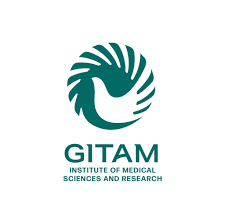 GITAM
INSTITUTE OF MEDICAL
SCIENCES AND RESEARCH